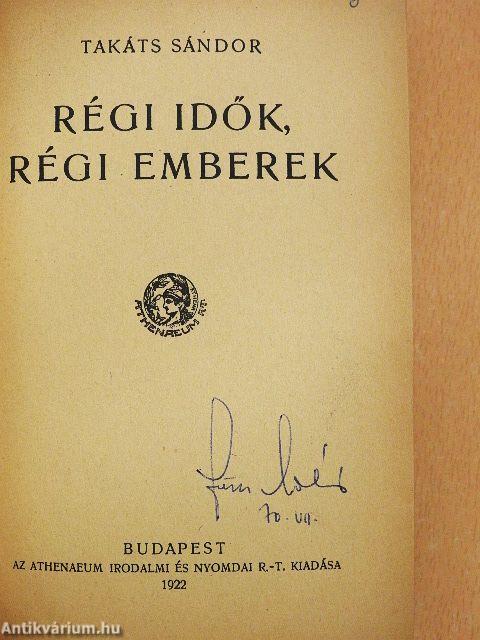 TAKÁTS SÁNDOR
RÉGI IDŐK,
RÉGI EMBEREK
ATHENAEUM R.T.
70. VII.
BUDAPEST
AZ ATHENAEUM IRODALMI ÉS NYOMDAI R.-T. KIADÁSA
1922
Antikvárium.hu